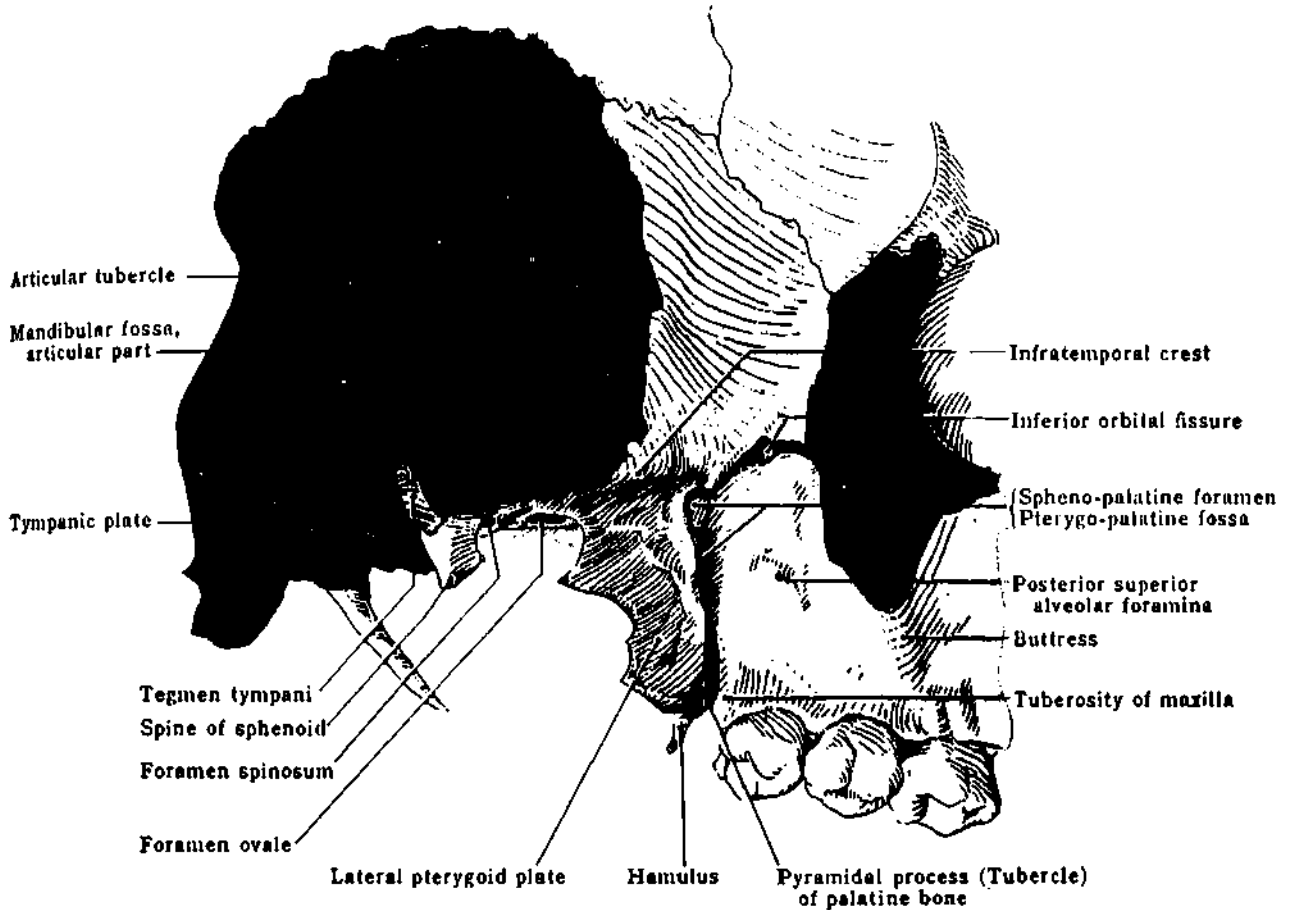 Articular tubercle
Mandibular fossa,
articular part
Tympanic plate
Tegmen tympani
Spine of sphenoid
Foramen spinosum
Foramen ovale
Lateral pterygoid plate
Hamulus
Pyramidal process (Tubercle)
of palatine bone
Infratemporal crest
Inferior orbital fissure
{Spheno-palatine foramen
{Pterygo-palatine fossa
Posterior superior
alveolar foramina
Buttress
Tuberosity of maxilla